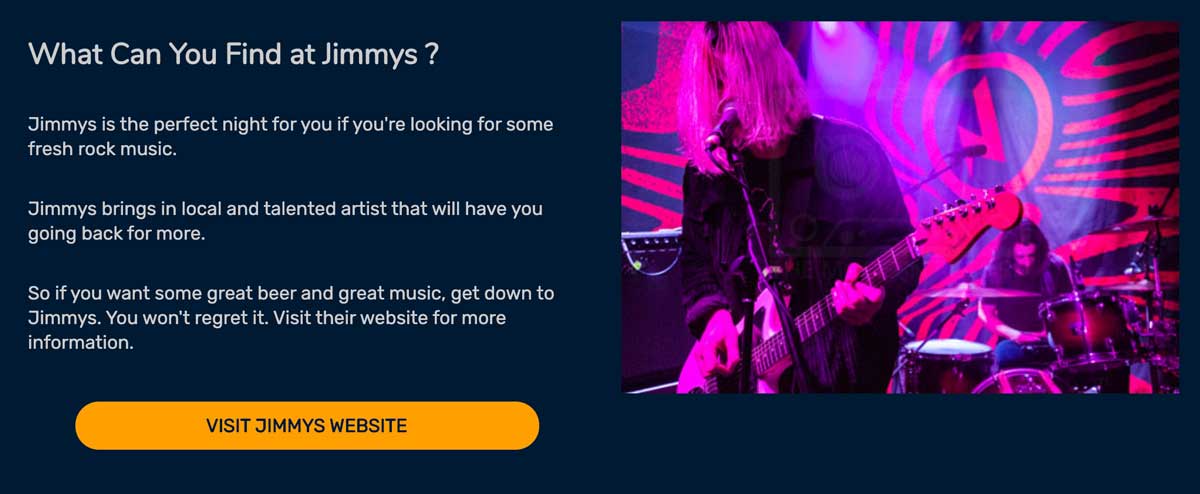 What Can You Find at Jimmys ?
Jimmys is the perfect night for you if you're looking for some
fresh rock music.
Jimmys brings in local and talented artist that will have you
going back for more.
So if you want some great beer and great music, get down to
Jimmys. You won't regret it. Visit their website for more
information.
VISIT JIMMYS WEBSITE